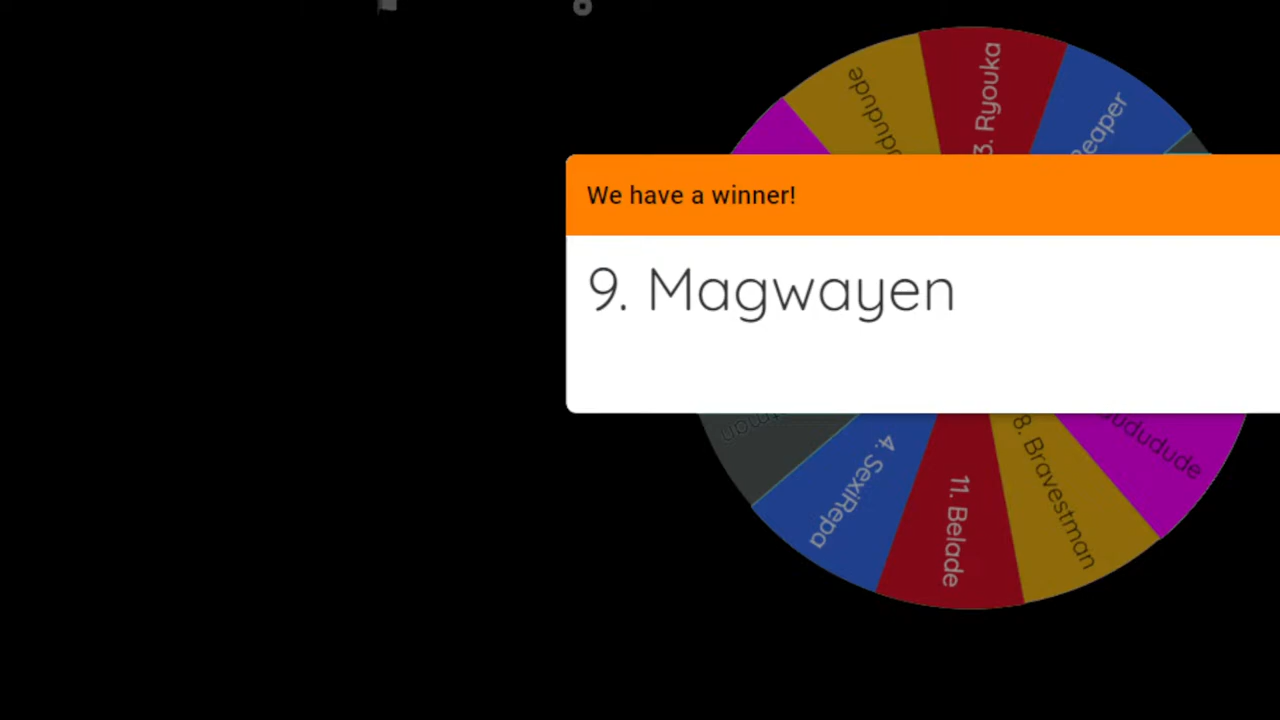 3. Ryouka
We have a winner!
9. Magwayen
4. SexiRepa
11. Belade
8. Bravestman